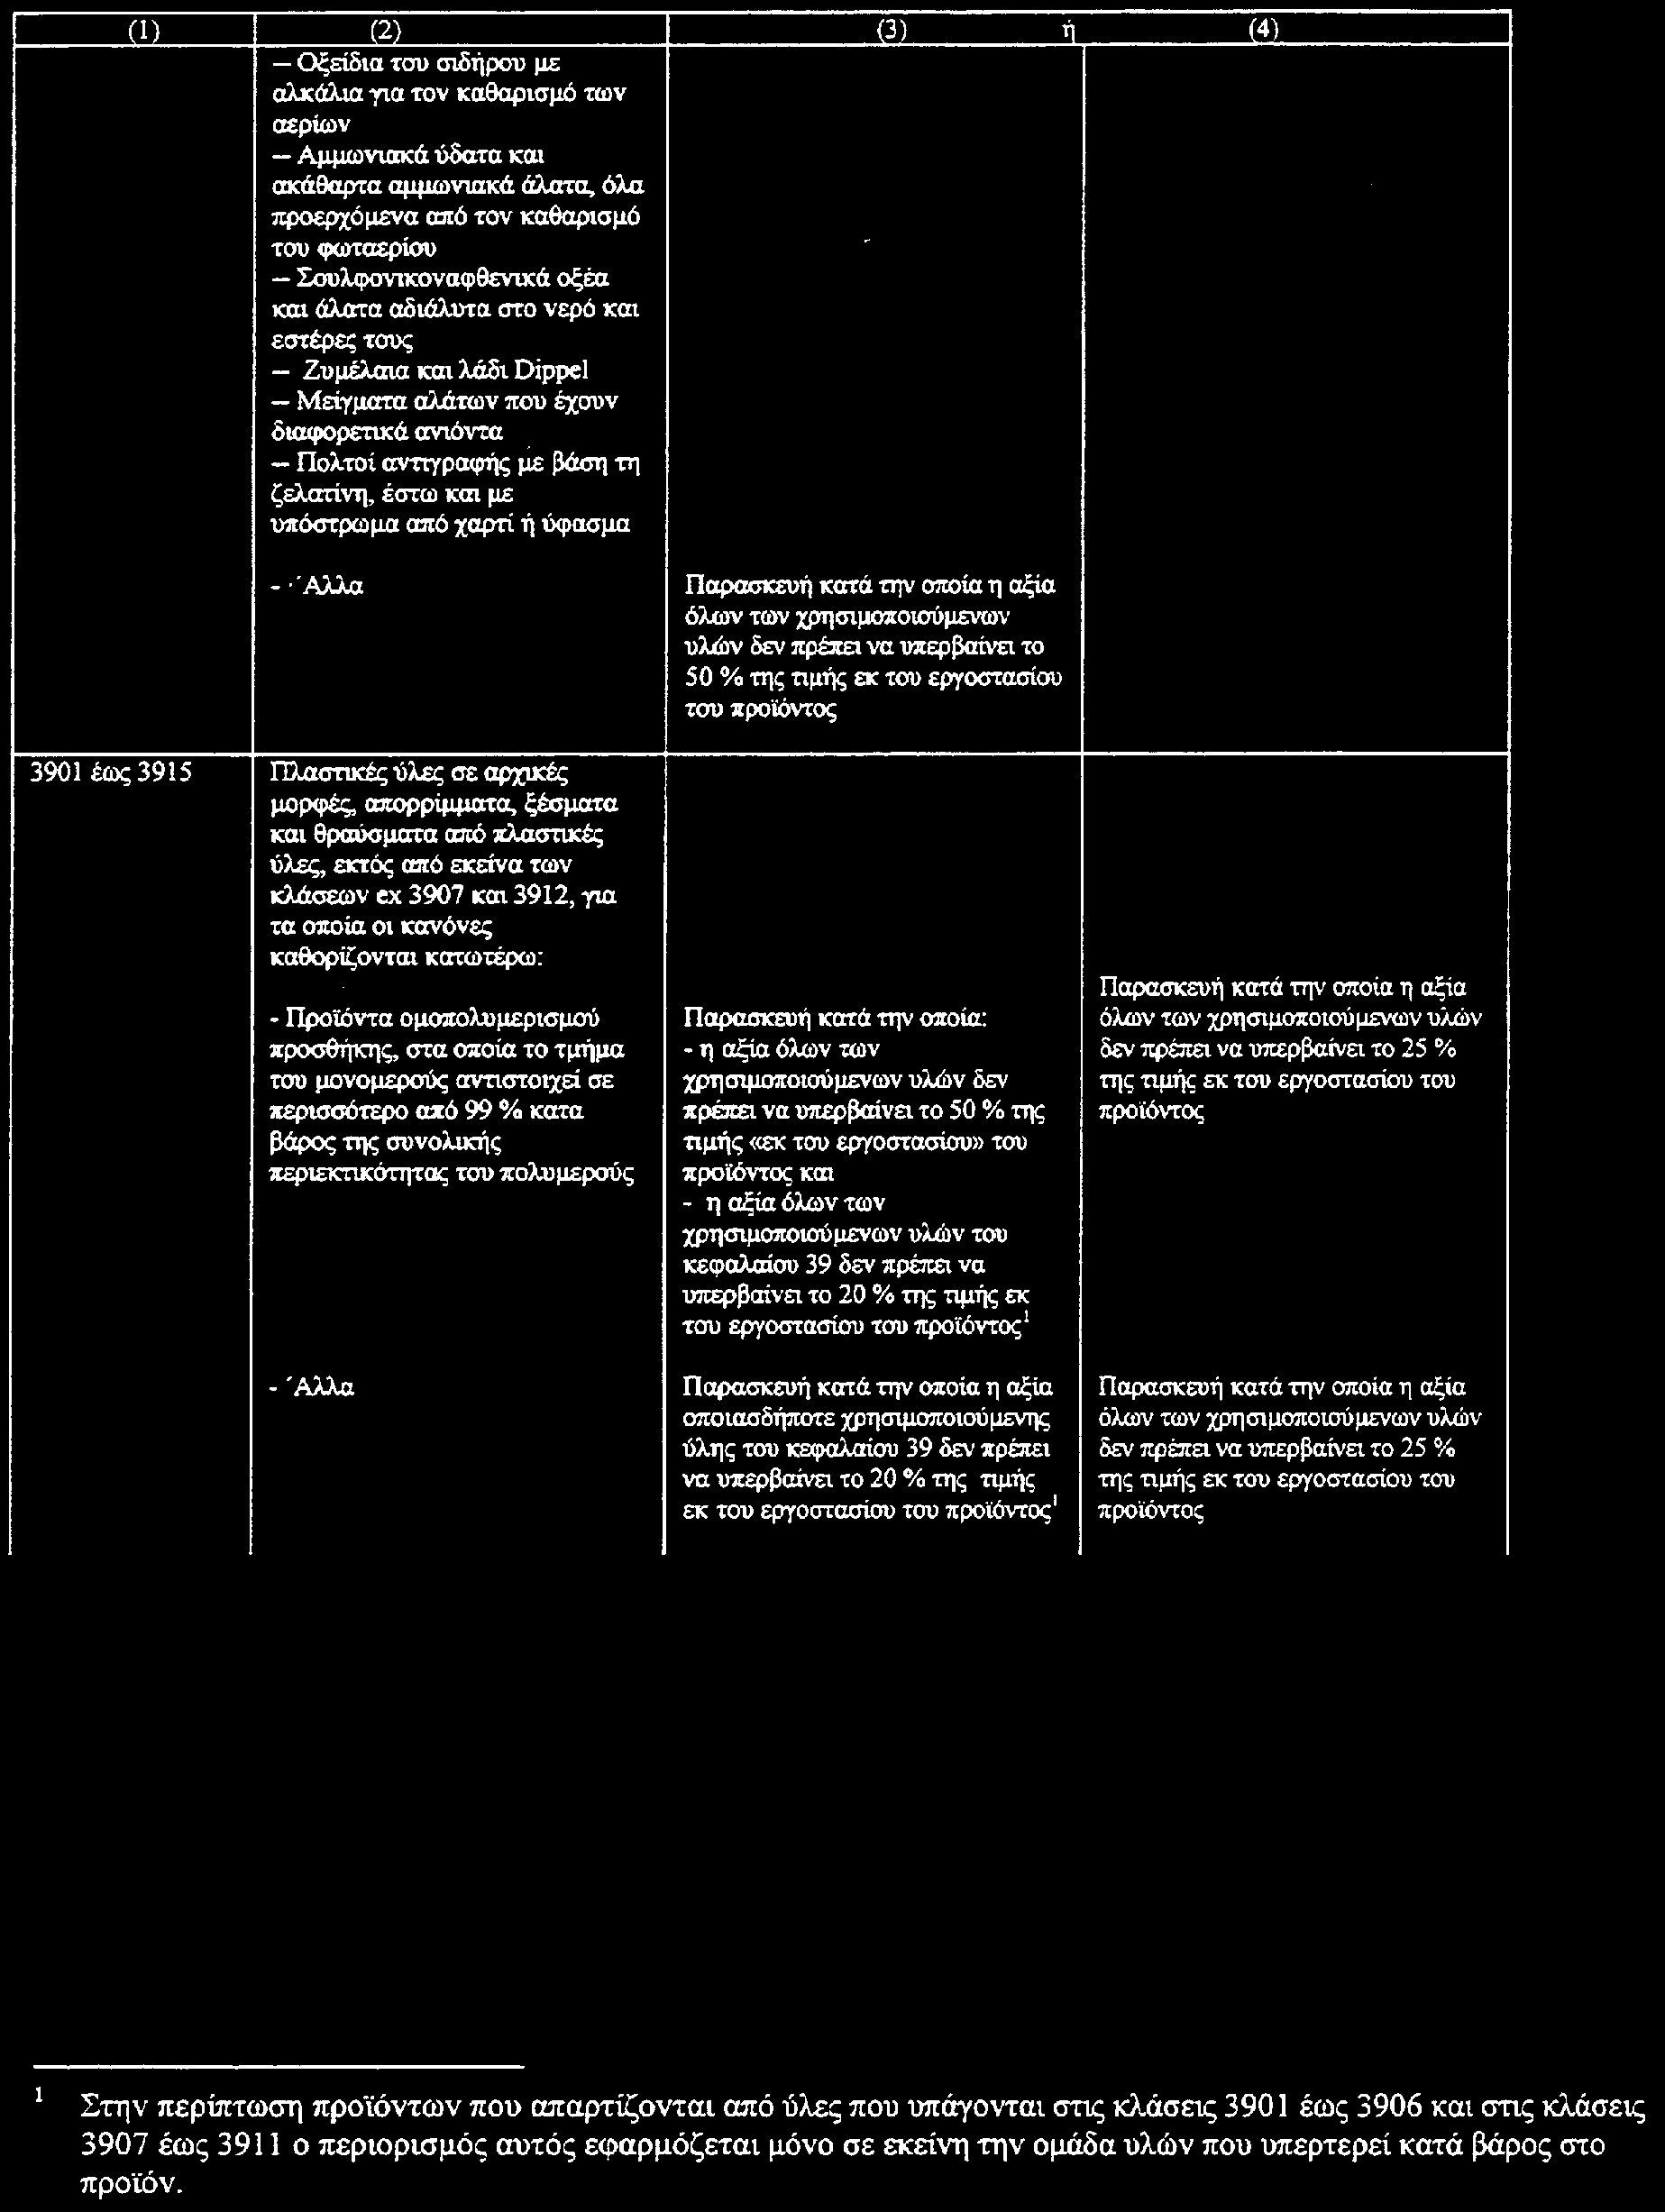 (1) (2) (3) ή (4)
– Οξείδια του σιδήρου με
αλκάλια για τον καθαρισμό των
αερίων
– Αμμωνιακά ύδατα και
ακάθαρτα αμμωνιακά άλατα, όλα
προερχόμενα από τον καθαρισμό
του φωταερίου
– Σουλφονικοναφθενικά οξέα
και άλατα αδιάλυτα στο νερό και
εστέρες τους
– Ζυμέλαια και λάδι Dippel
– Μείγματα αλάτων που έχουν
διαφορετικά ανιόντα
– Πολτοί αντιγραφής με βάση τη
ζελατίνη, έστω και με
υπόστρωμα από χαρτί ή ύφασμα
- Άλλα
Παρασκευή κατά την οποία η αξία
όλων των χρησιμοποιούμενων
υλών δεν πρέπει να υπερβαίνει το
50 % της τιμής εκ του εργοστασίου
του προϊόντος
3901 έως 3915
Πλαστικές ύλες σε αρχικές
μορφές, απορρίμματα, ξέσματα
και θραύσματα από πλαστικές
ύλες, εκτός από εκείνα των
κλάσεων ex 3907 και 3912, για
τα οποία οι κανόνες
καθορίζονται κατωτέρω:
- Προϊόντα ομοπολυμερισμού
προσθήκης, στα οποία το τμήμα
του μονομερούς αντιστοιχεί σε
περισσότερο από 99 % κατα
βάρος της συνολικής
περιεκτικότητας του πολυμερούς
Παρασκευή κατά την οποία:
- η αξία όλων των
χρησιμοποιούμενων υλών δεν
πρέπει να υπερβαίνει το 50 % της
τιμής «εκ του εργοστασίου» του
προϊόντος και
- η αξία όλων των
χρησιμοποιούμενων υλών του
κεφαλαίου 39 δεν πρέπει να
υπερβαίνει το 20 % της τιμής εκ
του εργοστασίου του προϊόντος¹
Παρασκευή κατά την οποία η αξία
όλων των χρησιμοποιούμενων υλών
δεν πρέπει να υπερβαίνει το 25 %
της τιμής εκ του εργοστασίου του
προϊόντος
- Άλλα
Παρασκευή κατά την οποία η αξία
οποιασδήποτε χρησιμοποιούμενης
ύλης του κεφαλαίου 39 δεν πρέπει
να υπερβαίνει το 20 % της τιμής
εκ του εργοστασίου του προϊόντος¹
Παρασκευή κατά την οποία η αξία
όλων των χρησιμοποιούμενων υλών
δεν πρέπει να υπερβαίνει το 25 %
της τιμής εκ του εργοστασίου του
προϊόντος
¹ Στην περίπτωση προϊόντων που απαρτίζονται από ύλες που υπάγονται στις κλάσεις 3901 έως 3906 και στις κλάσεις
3907 έως 3911 ο περιορισμός αυτός εφαρμόζεται μόνο σε εκείνη την ομάδα υλών που υπερτερεί κατά βάρος στο
προϊόν.